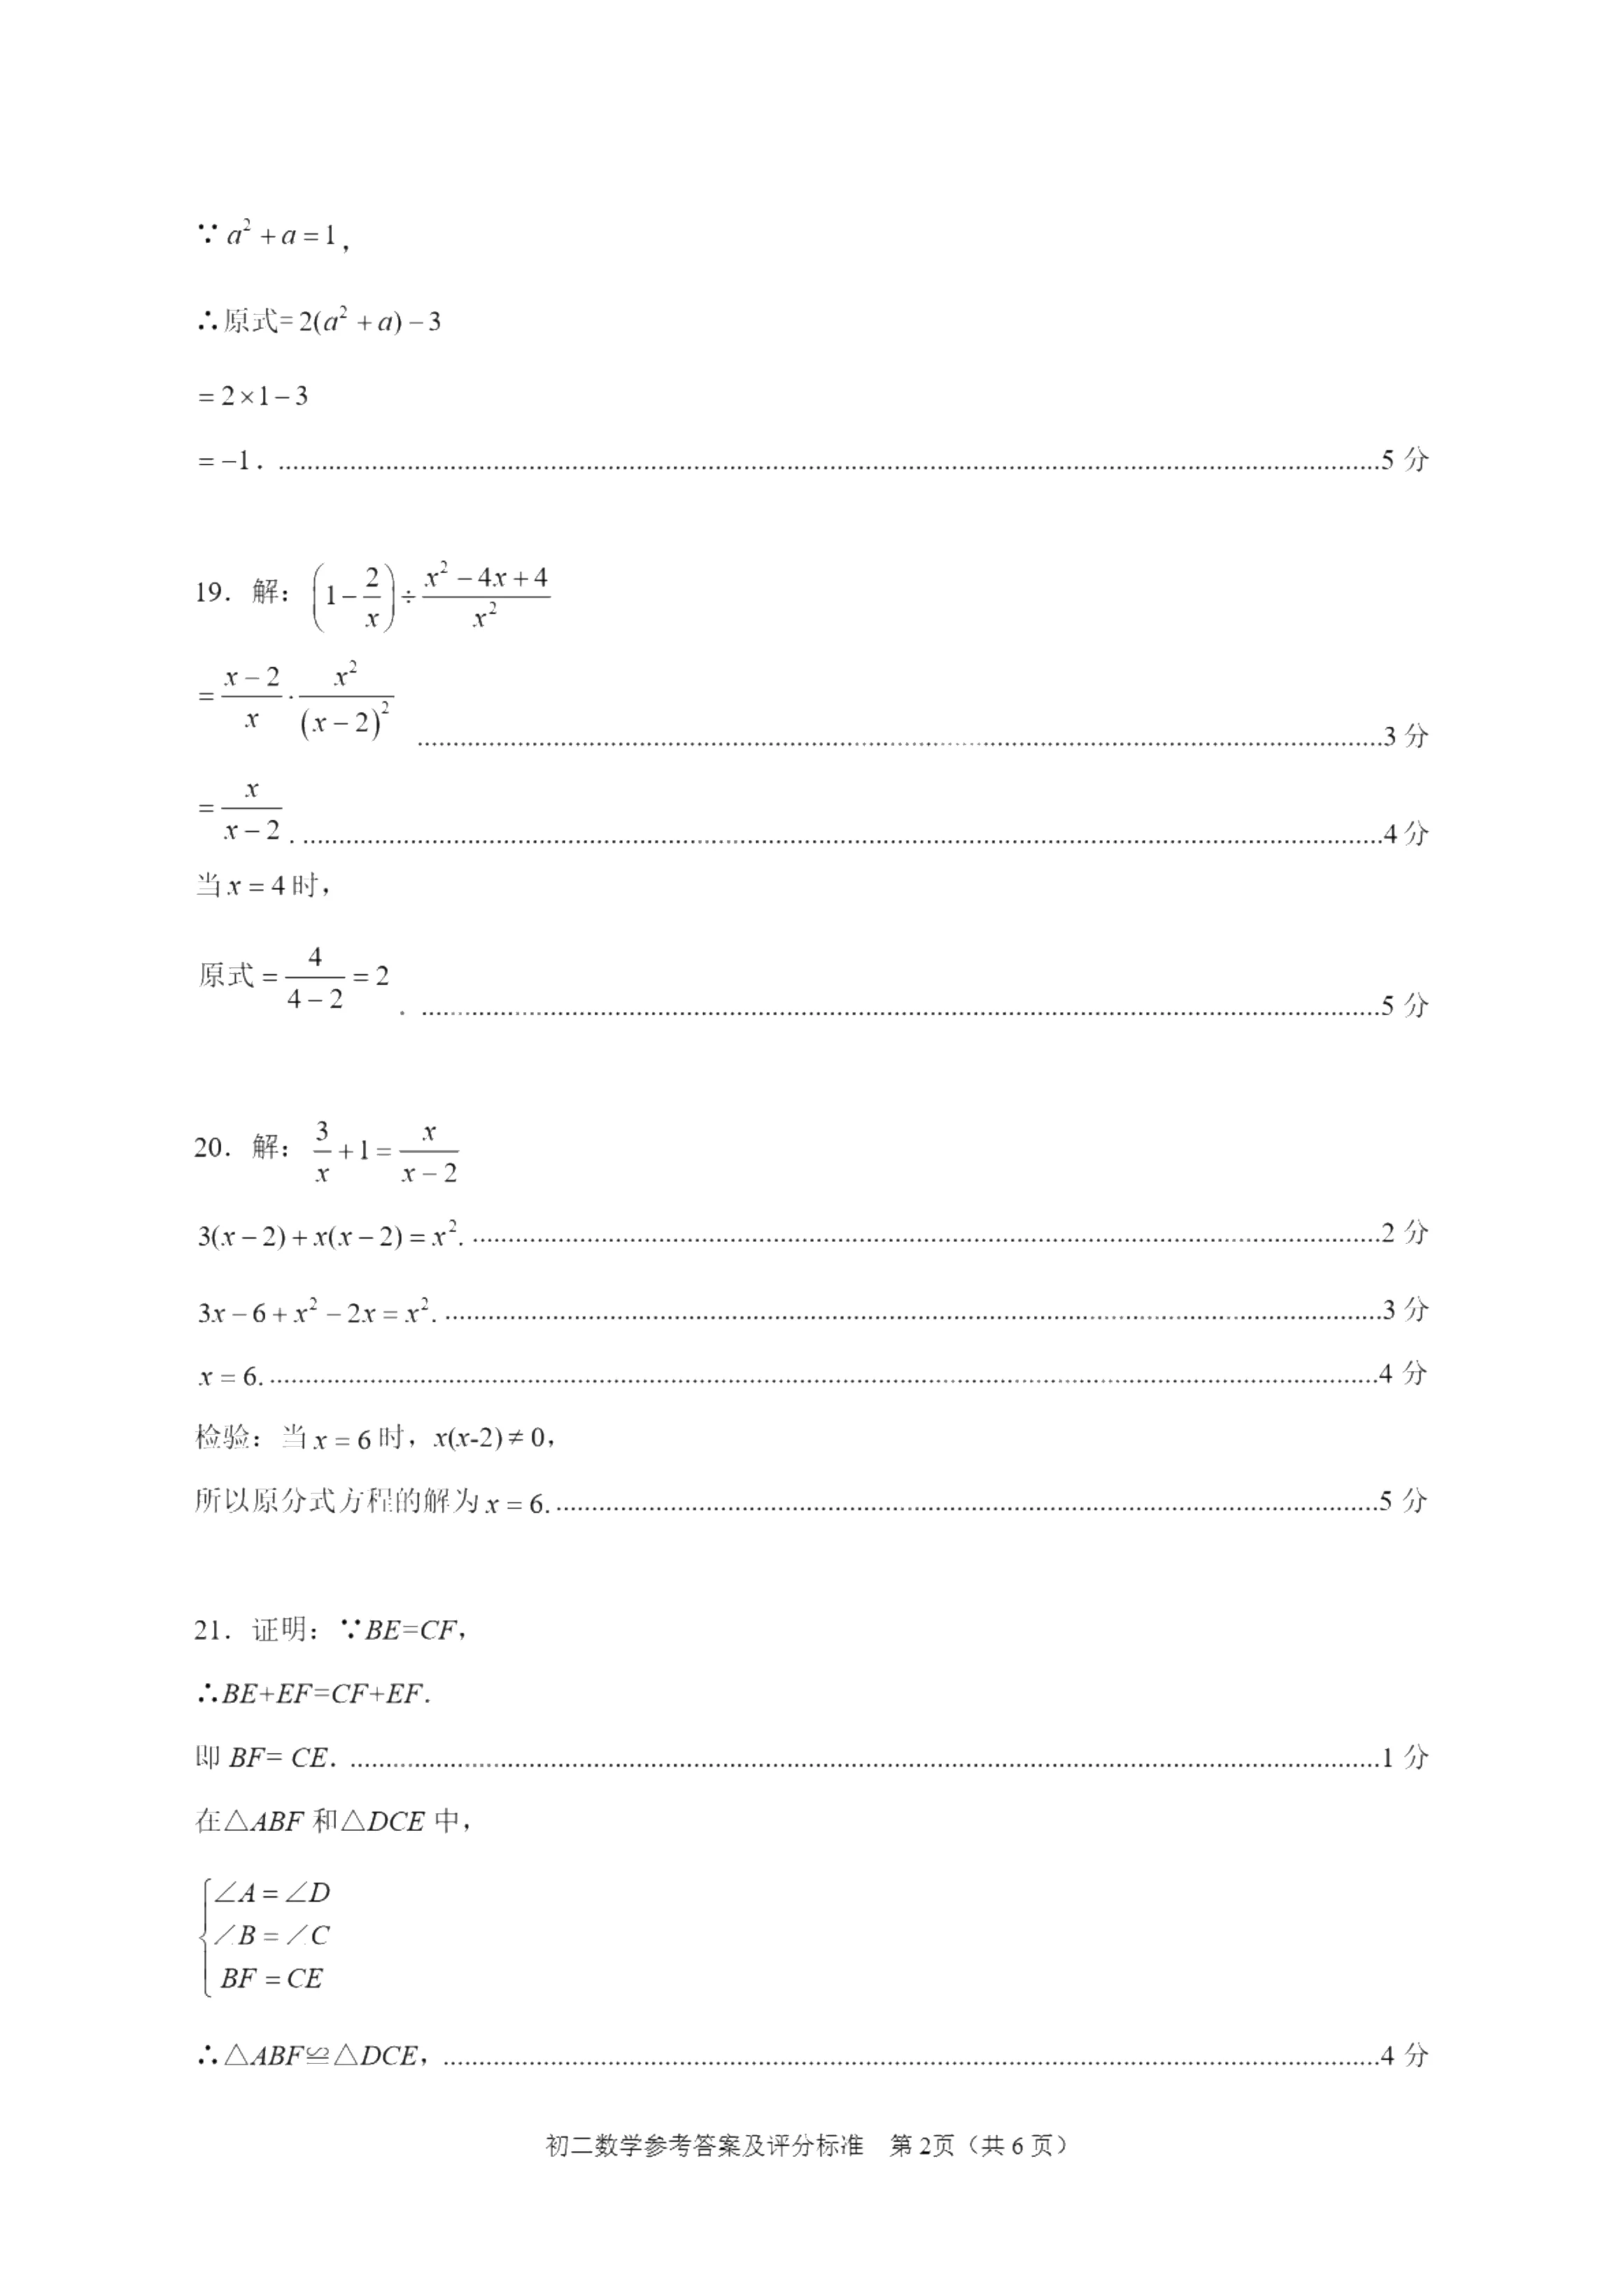 ∵ a² + a = 1，
∴原式= 2(a² + a) − 3
= 2×1−3
= −1．5 分
19．解：(1 − 2/x) ÷ (x² − 4x + 4)/x²
= (x − 2)/x · x²/(x − 2)² 3 分
= x/(x − 2)．4 分
当 x = 4 时，
原式 = 4/(4 − 2) = 2．5 分
20．解：3/x + 1 = x/(x − 2)
3(x − 2) + x(x − 2) = x². 2 分
3x − 6 + x² − 2x = x². 3 分
x = 6. 4 分
检验：当 x = 6 时，x(x-2) ≠ 0，
所以原分式方程的解为 x = 6. 5 分
21．证明：∵BE=CF，
∴BE+EF=CF+EF．
即 BF= CE．1 分
在△ABF 和△DCE 中，
∠A = ∠D
∠B = ∠C
BF = CE
∴△ABF≌△DCE，4 分
初二数学参考答案及评分标准 第 2页（共 6 页）